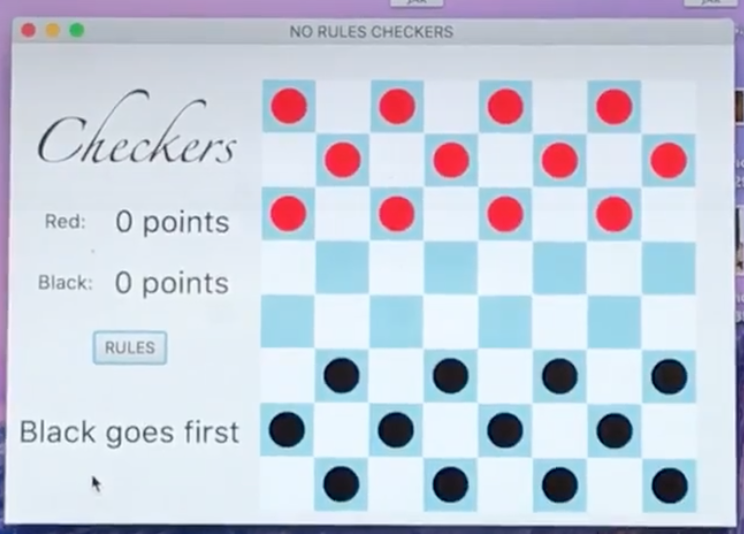 NO RULES CHECKERS
Checkers
Red: 0 points
Black: 0 points
RULES
Black goes first